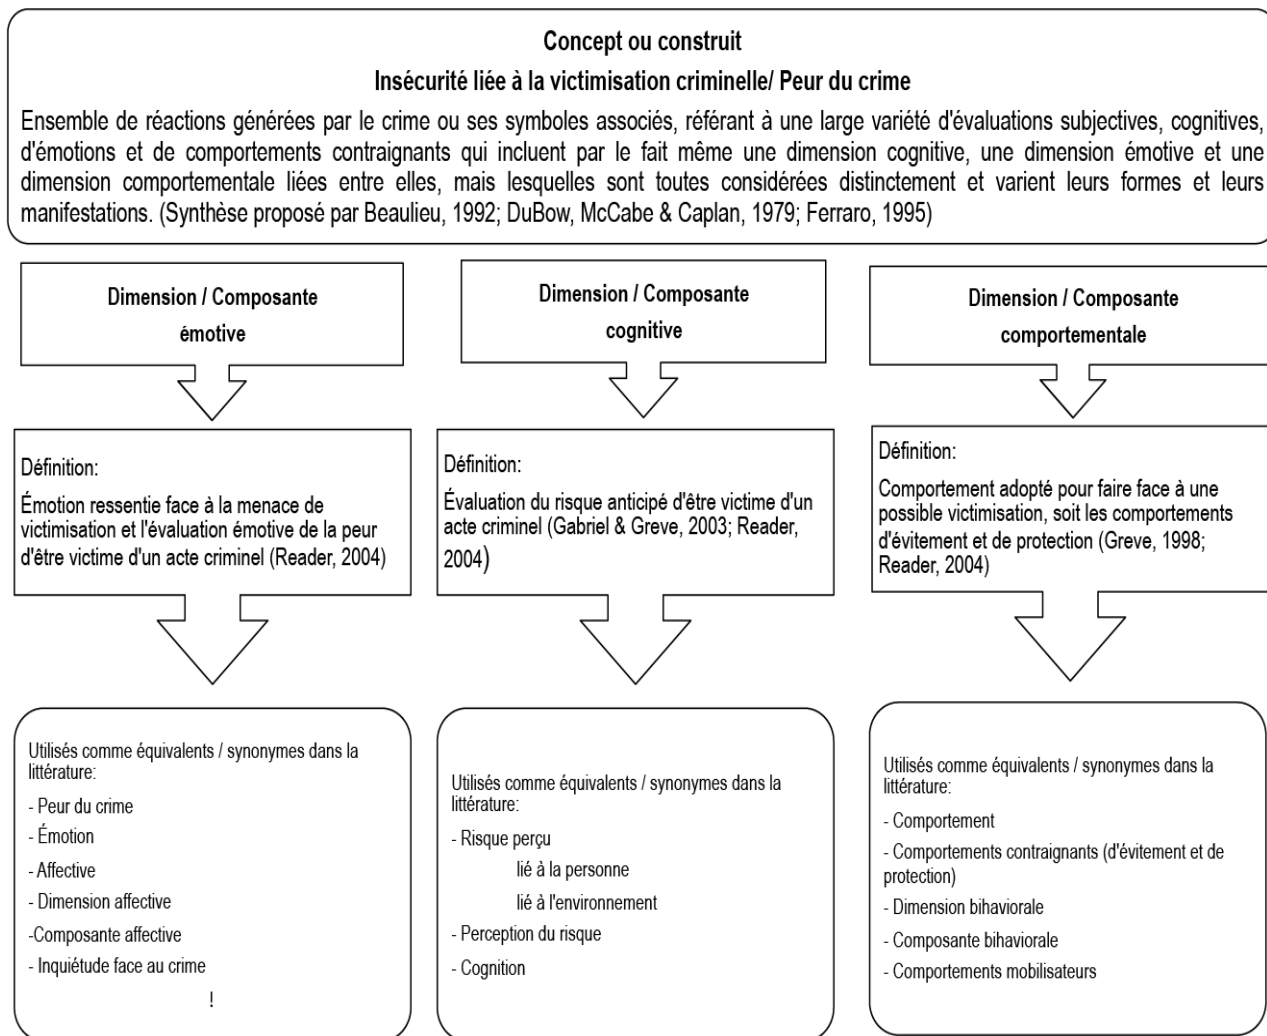 Concept ou construit
Insécurité liée à la victimisation criminelle/ Peur du crime
Ensemble de réactions générées par le crime ou ses symboles associés, référant à une large variété d'évaluations subjectives, cognitives,
d'émotions et de comportements contraignants qui incluent par le fait même une dimension cognitive, une dimension émotive et une
dimension comportementale liées entre elles, mais lesquelles sont toutes considérées distinctement et varient leurs formes et leurs
manifestations. (Synthèse proposé par Beaulieu, 1992; DuBow, McCabe & Caplan, 1979; Ferraro, 1995)
Dimension / Composante
émotive
Définition:
Émotion ressentie face à la menace de
victimisation et l'évaluation émotive de la peur
d'être victime d'un acte criminel (Reader, 2004)
Utilisés comme équivalents / synonymes dans la
littérature:
- Peur du crime
- Émotion
- Affective
- Dimension affective
-Composante affective
- Inquiétude face au crime
!
Dimension / Composante
cognitive
Définition:
Évaluation du risque anticipé d'être victime d'un
acte criminel (Gabriel & Greve, 2003; Reader,
2004)
Utilisés comme équivalents / synonymes dans la
littérature:
- Risque perçu
lié à la personne
lié à l'environnement
- Perception du risque
- Cognition
Dimension / Composante
comportementale
Définition:
Comportement adopté pour faire face à une
possible victimisation, soit les comportements
d'évitement et de protection (Greve, 1998;
Reader, 2004)
Utilisés comme équivalents / synonymes dans la
littérature:
- Comportement
- Comportements contraignants (d'évitement et de
protection)
- Dimension bihaviorale
- Composante bihaviorale
- Comportements mobilisateurs